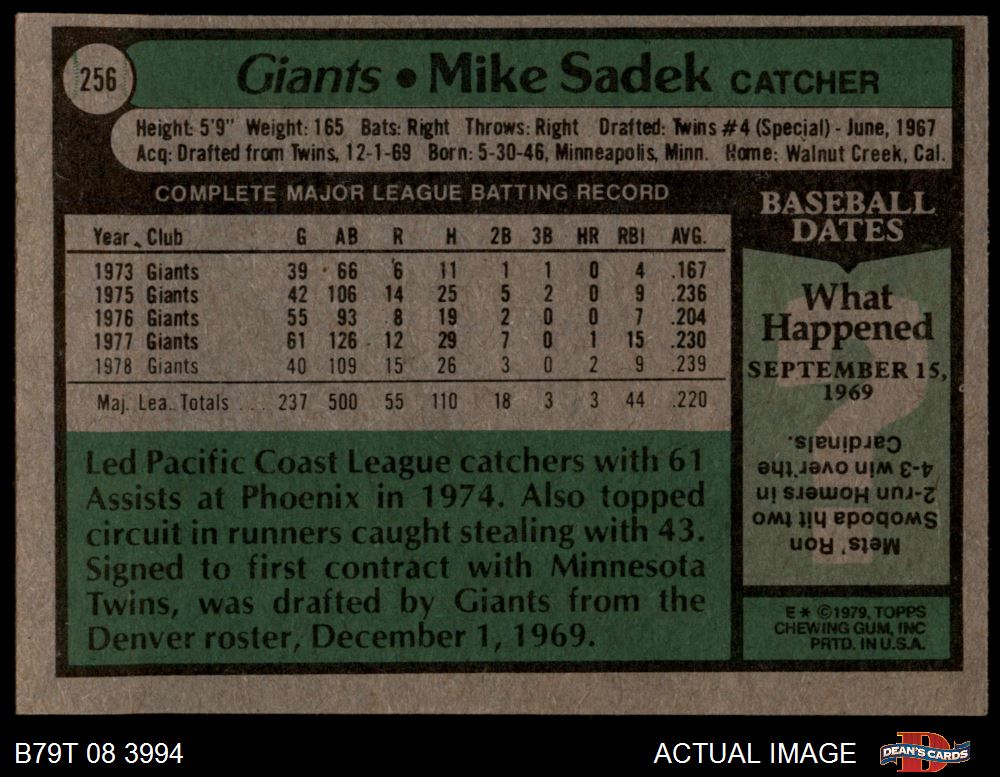 256
Giants • Mike Sadek CATCHER
Height: 5'9" Weight: 165 Bats: Right Throws: Right Drafted: Twins #4 (Special) - June, 1967
Acq: Drafted from Twins, 12-1-69 Born: 5-30-46, Minneapolis, Minn. Home: Walnut Creek, Cal.
COMPLETE MAJOR LEAGUE BATTING RECORD
Year Club G AB R H 2B 3B HR RBI AVG.
1973 Giants 39 66 6 11 1 1 0 4 .167
1975 Giants 42 106 14 25 5 2 0 9 .236
1976 Giants 55 93 8 19 2 0 0 7 .204
1977 Giants 61 126 12 29 7 0 1 15 .230
1978 Giants 40 109 15 26 3 0 2 9 .239
Maj. Lea. Totals ... 237 500 55 110 18 3 3 44 .220
Led Pacific Coast League catchers with 61
Assists at Phoenix in 1974. Also topped
circuit in runners caught stealing with 43.
Signed to first contract with Minnesota
Twins, was drafted by Giants from the
Denver roster, December 1, 1969.
BASEBALL
DATES
What
Happened
SEPTEMBER 15,
1969
?
Mets' Ron
Swoboda hit two
2-run Homers in
4-3 win over the
Cardinals.
E * ©1979, TOPPS
CHEWING GUM, INC
PRTD. IN U.S.A.
B79T 08 3994
ACTUAL IMAGE
D
DEAN'S CARDS